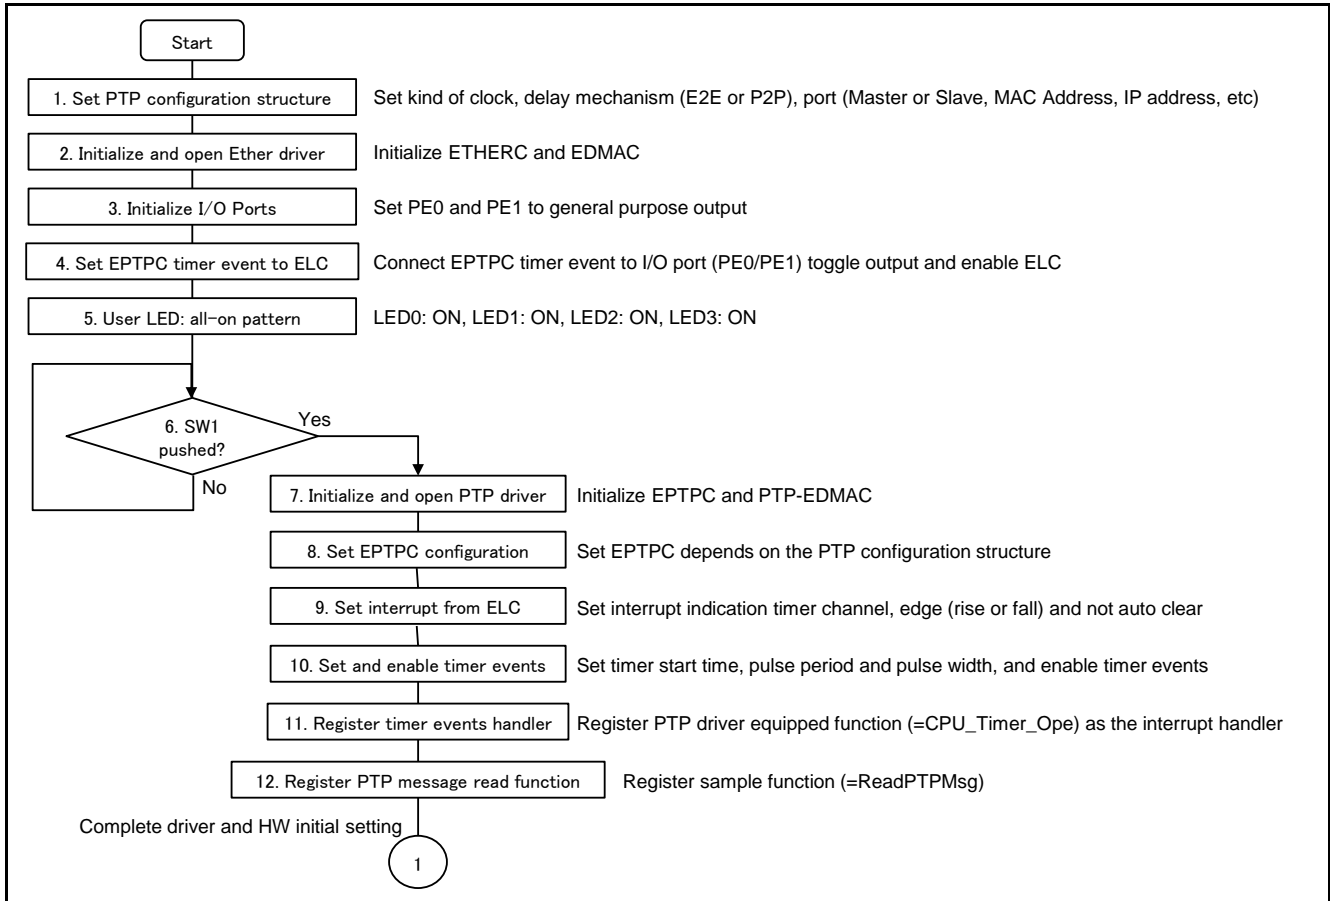 Start
1. Set PTP configuration structure
Set kind of clock, delay mechanism (E2E or P2P), port (Master or Slave, MAC Address, IP address, etc)
2. Initialize and open Ether driver
Initialize ETHERC and EDMAC
3. Initialize I/O Ports
Set PE0 and PE1 to general purpose output
4. Set EPTPC timer event to ELC
Connect EPTPC timer event to I/O port (PE0/PE1) toggle output and enable ELC
5. User LED: all-on pattern
LED0: ON, LED1: ON, LED2: ON, LED3: ON
6. SW1
pushed?
Yes
No
7. Initialize and open PTP driver
Initialize EPTPC and PTP-EDMAC
8. Set EPTPC configuration
Set EPTPC depends on the PTP configuration structure
9. Set interrupt from ELC
Set interrupt indication timer channel, edge (rise or fall) and not auto clear
10. Set and enable timer events
Set timer start time, pulse period and pulse width, and enable timer events
11. Register timer events handler
Register PTP driver equipped function (=CPU_Timer_Ope) as the interrupt handler
12. Register PTP message read function
Register sample function (=ReadPTPMsg)
Complete driver and HW initial setting
1